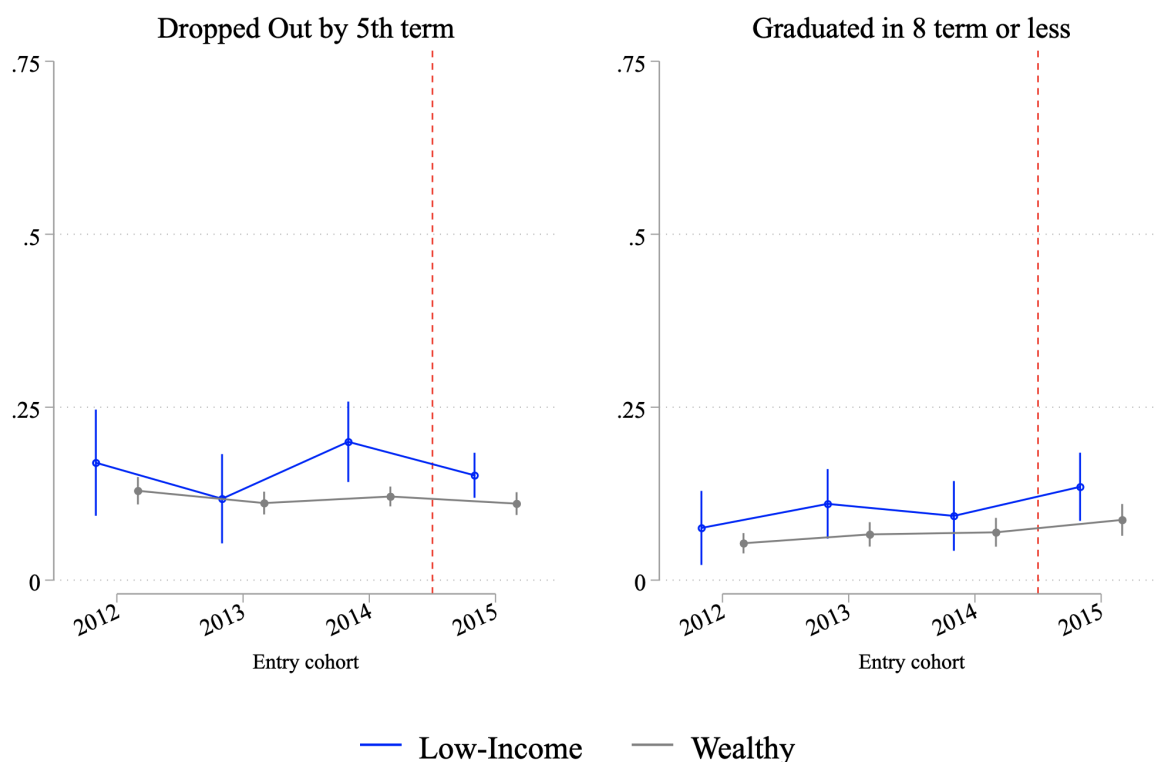 Dropped Out by 5th term
.75
.5
.25
0
2012
2013
2014
2015
Entry cohort
Graduated in 8 term or less
.75
.5
.25
0
2012
2013
2014
2015
Entry cohort
Low-Income
Wealthy